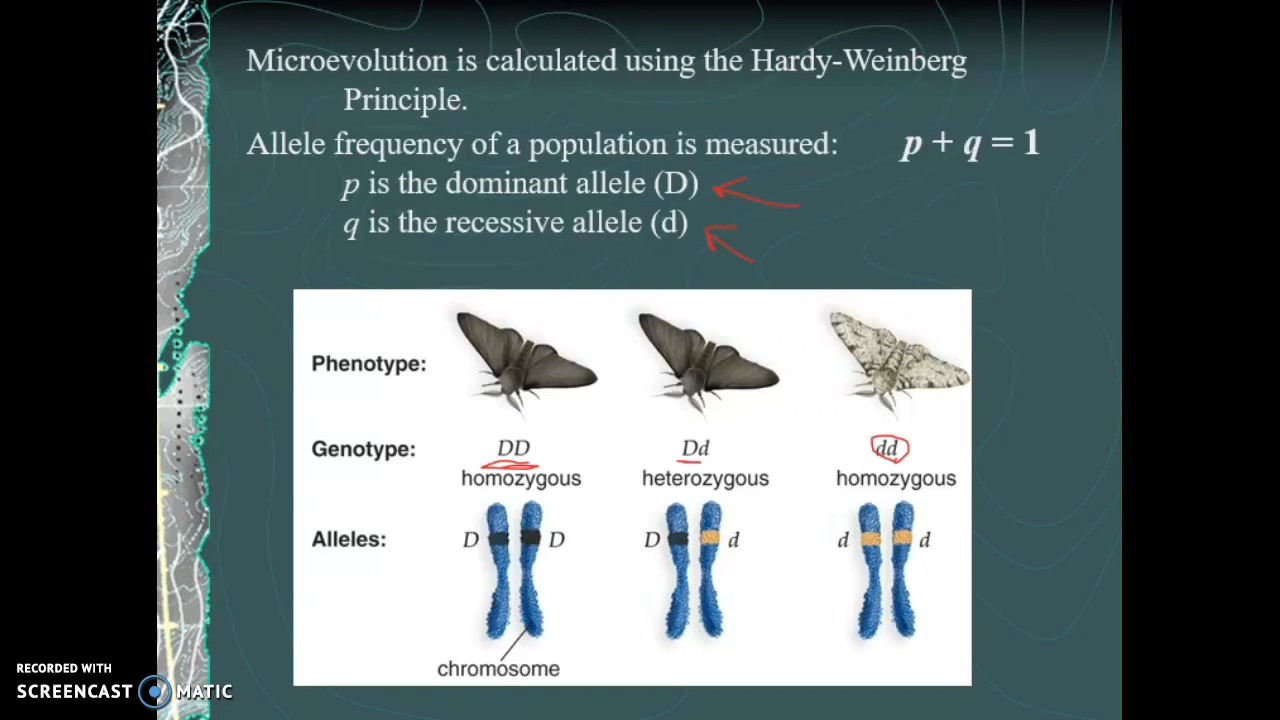 Microevolution is calculated using the Hardy-Weinberg
Principle.
Allele frequency of a population is measured: p + q = 1
p is the dominant allele (D)
q is the recessive allele (d)
Phenotype:
Genotype: DD Dd dd
homozygous heterozygous homozygous
Alleles: D D D d d d
chromosome
RECORDED WITH
SCREENCAST MATIC